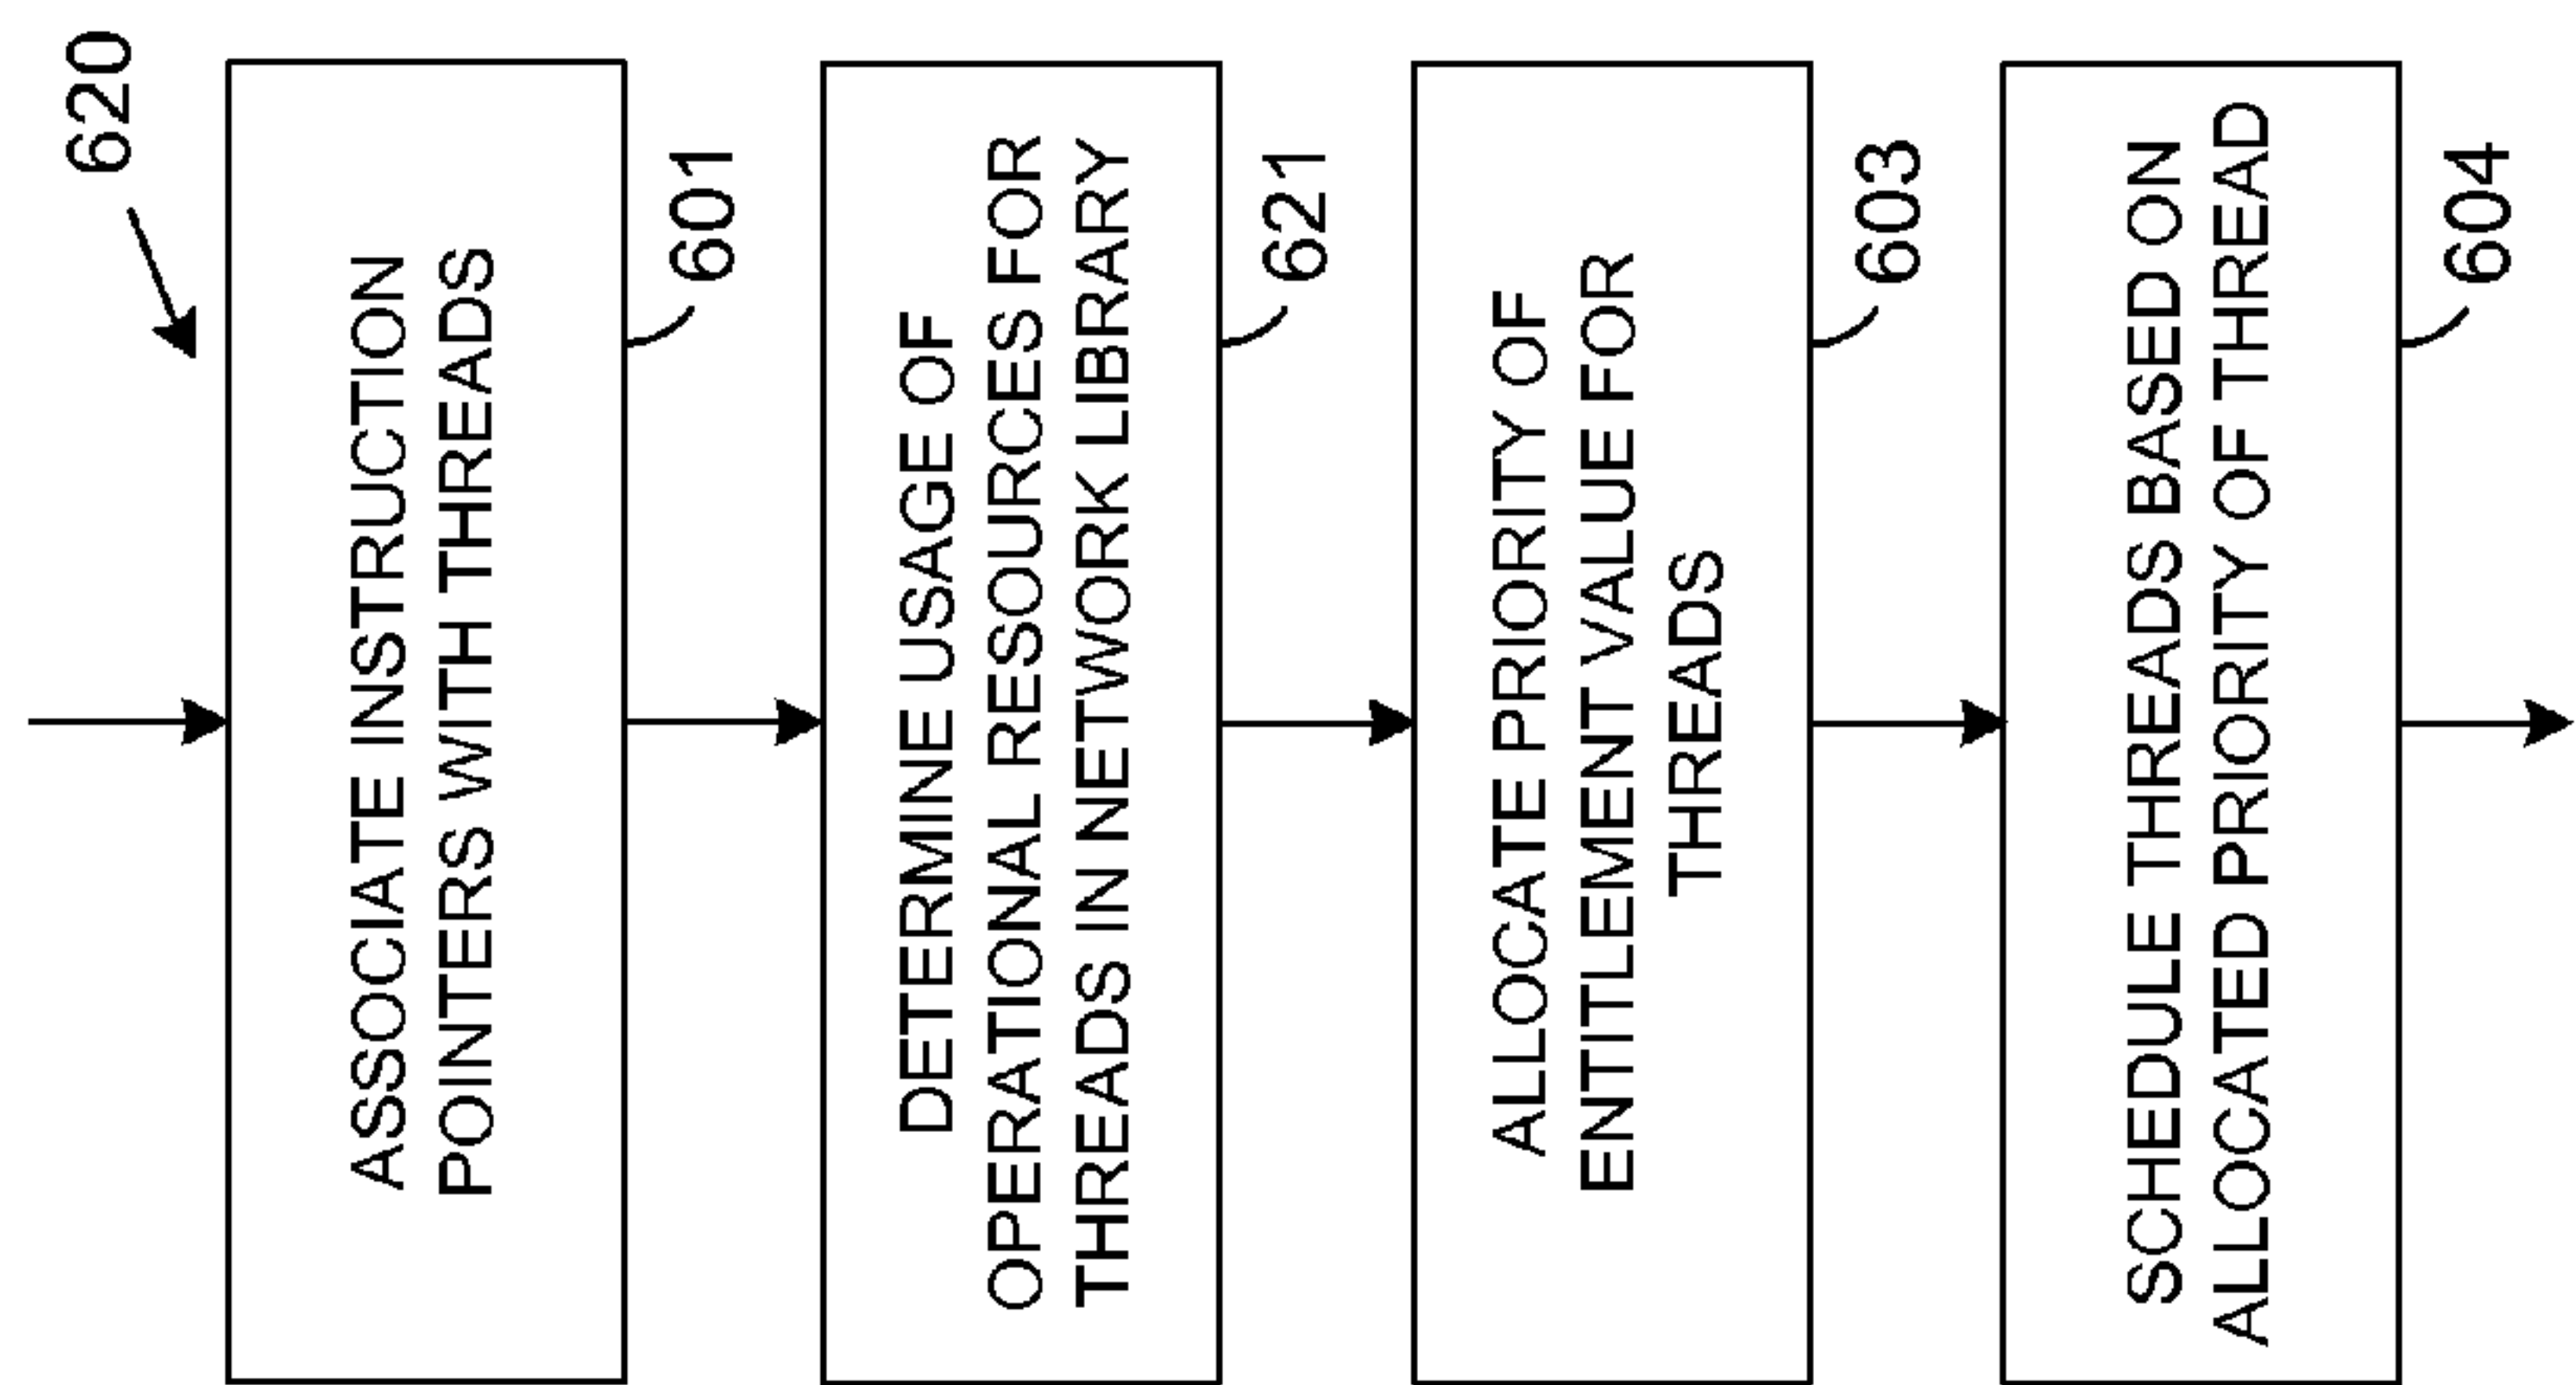 620
ASSOCIATE INSTRUCTION
POINTERS WITH THREADS
601
DETERMINE USAGE OF
OPERATIONAL RESOURCES FOR
THREADS IN NETWORK LIBRARY
621
ALLOCATE PRIORITY OF
ENTITLEMENT VALUE FOR
THREADS
603
SCHEDULE THREADS BASED ON
ALLOCATED PRIORITY OF THREAD
604